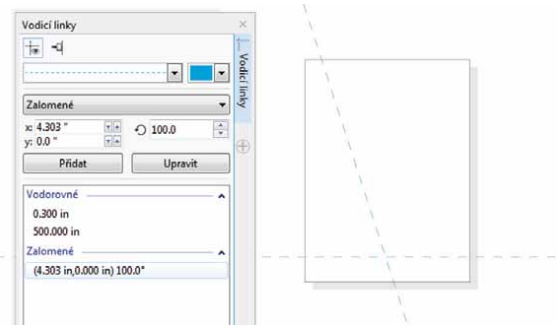 Vodicí linky
Vodicí linky
Zalomené
x: 4.303 "
100.0
y: 0.0 "
Přidat
Upravit
Vodorovné
0.300 in
500.000 in
Zalomené
(4.303 in,0.000 in) 100.0°